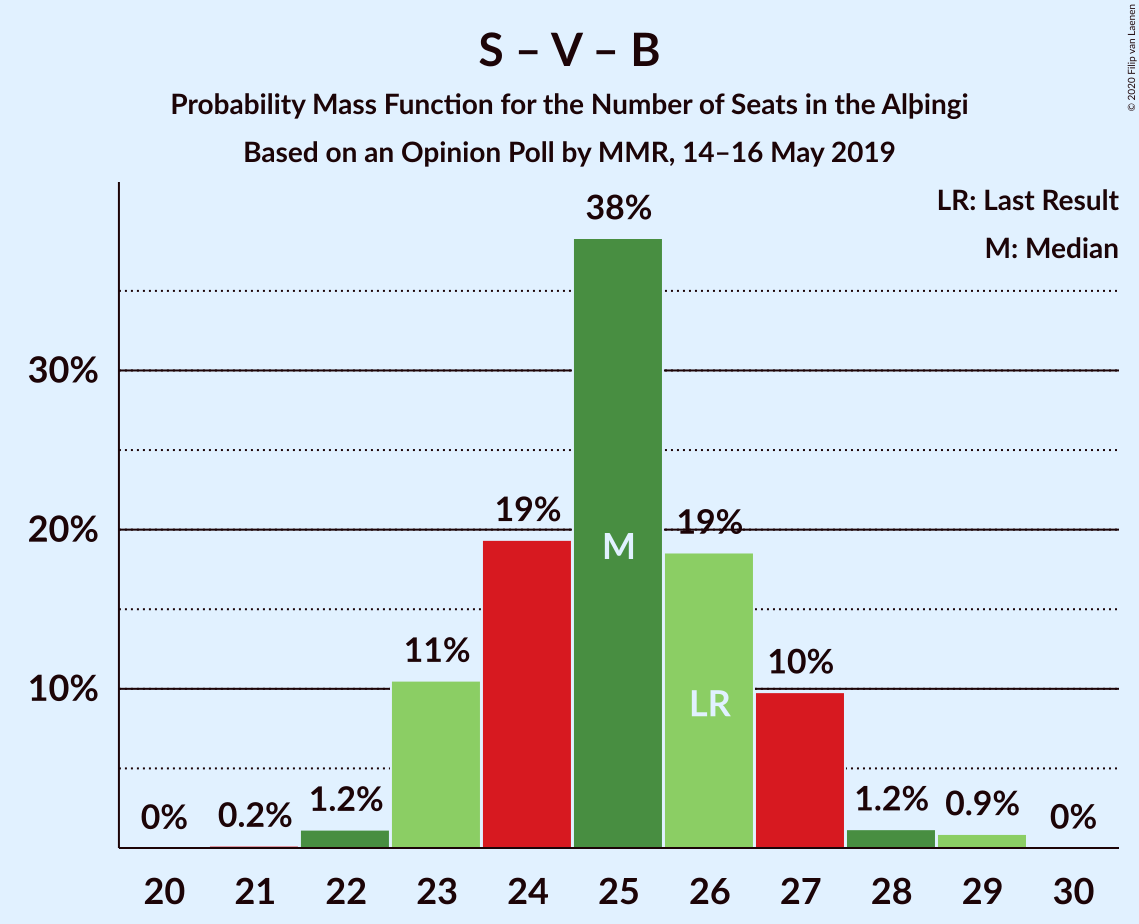 S – V – B
Probability Mass Function for the Number of Seats in the Alþingi
Based on an Opinion Poll by MMR, 14–16 May 2019
© 2020 Filip van Laenen
LR: Last Result
M: Median
30%
20%
10%
0%
0.2%
1.2%
11%
19%
38%
19%
10%
1.2%
0.9%
0%
M
LR
20 21 22 23 24 25 26 27 28 29 30